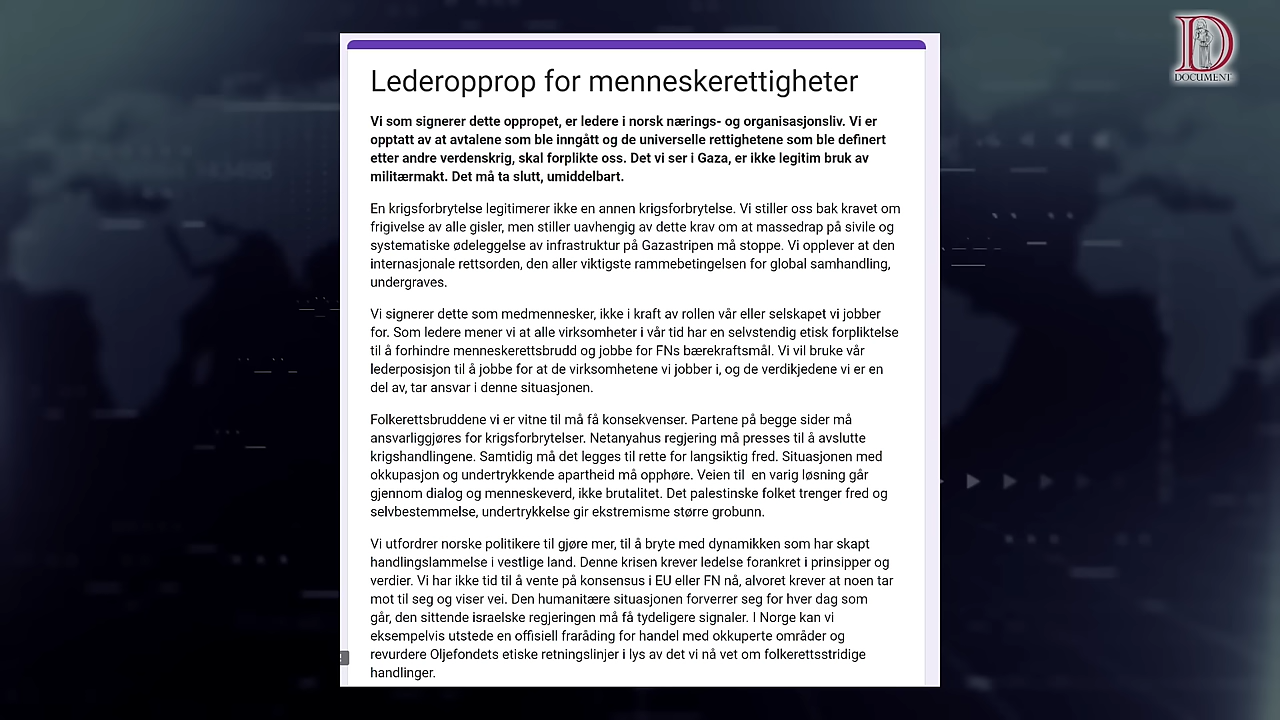 DOCUMENT
Lederopprop for menneskerettigheter
Vi som signerer dette oppropet, er ledere i norsk nærings- og organisasjonsliv. Vi er
opptatt av at avtalene som ble inngått og de universelle rettighetene som ble definert
etter andre verdenskrig, skal forplikte oss. Det vi ser i Gaza, er ikke legitim bruk av
militærmakt. Det må ta slutt, umiddelbart.
En krigsforbrytelse legitimerer ikke en annen krigsforbrytelse. Vi stiller oss bak kravet om
frigivelse av alle gisler, men stiller uavhengig av dette krav om at massedrap på sivile og
systematiske ødeleggelse av infrastruktur på Gazastripen må stoppe. Vi opplever at den
internasjonale rettsorden, den aller viktigste rammebetingelsen for global samhandling,
undergraves.
Vi signerer dette som medmennesker, ikke i kraft av rollen vår eller selskapet vi jobber
for. Som ledere mener vi at alle virksomheter i vår tid har en selvstendig etisk forpliktelse
til å forhindre menneskerettsbrudd og jobbe for FNs bærekraftsmål. Vi vil bruke vår
lederposisjon til å jobbe for at de virksomhetene vi jobber i, og de verdikjedene vi er en
del av, tar ansvar i denne situasjonen.
Folkerettsbruddene vi er vitne til må få konsekvenser. Partene på begge sider må
ansvarliggjøres for krigsforbrytelser. Netanyahus regjering må presses til å avslutte
krigshandlingene. Samtidig må det legges til rette for langsiktig fred. Situasjonen med
okkupasjon og undertrykkende apartheid må opphøre. Veien til  en varig løsning går
gjennom dialog og menneskeverd, ikke brutalitet. Det palestinske folket trenger fred og
selvbestemmelse, undertrykkelse gir ekstremisme større grobunn.
Vi utfordrer norske politikere til gjøre mer, til å bryte med dynamikken som har skapt
handlingslammelse i vestlige land. Denne krisen krever ledelse forankret i prinsipper og
verdier. Vi har ikke tid til å vente på konsensus i EU eller FN nå, alvoret krever at noen tar
mot til seg og viser vei. Den humanitære situasjonen forverrer seg for hver dag som
går, den sittende israelske regjeringen må få tydeligere signaler. I Norge kan vi
eksempelvis utstede en offisiell fraråding for handel med okkuperte områder og
revurdere Oljefondets etiske retningslinjer i lys av det vi nå vet om folkerettsstridige
handlinger.